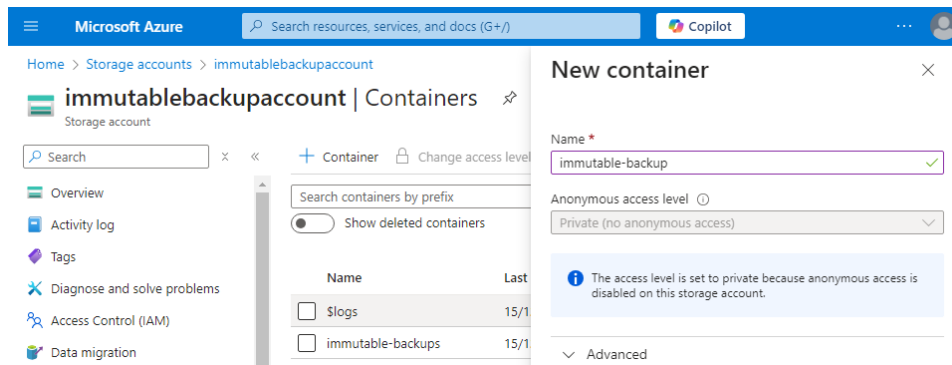 Microsoft Azure
Search resources, services, and docs (G+/)
Copilot
Home > Storage accounts > immutablebackupaccount
immutablebackupaccount | Containers
Storage account
Search
Overview
Activity log
Tags
Diagnose and solve problems
Access Control (IAM)
Data migration
Container
Change access level
Search containers by prefix
Show deleted containers
Name Last
$logs 15/1
immutable-backups 15/1
New container
Name *
immutable-backup
Anonymous access level
Private (no anonymous access)
The access level is set to private because anonymous access is
disabled on this storage account.
Advanced